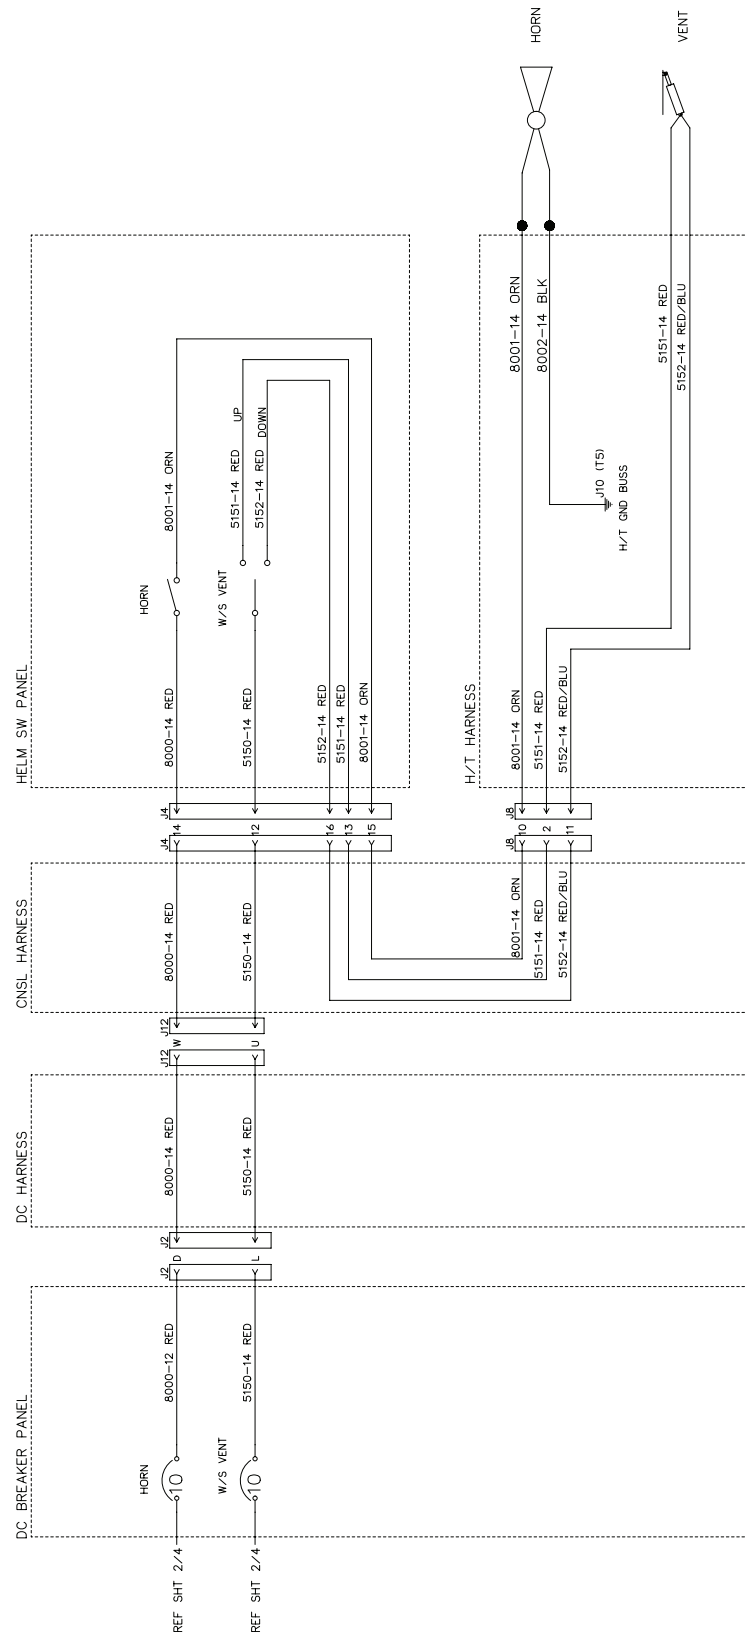 DC BREAKER PANEL
REF SHT 2/4
HORN
10
8000-12 RED
REF SHT 2/4
W/S VENT
10
5150-14 RED
J2
D
L
J2
DC HARNESS
8000-14 RED
5150-14 RED
J12
W
U
J12
CNSL HARNESS
8000-14 RED
5150-14 RED
8001-14 ORN
5151-14 RED
5152-14 RED/BLU
J4
14
12
16
13
15
J4
J8
10
2
11
J8
HELM SW PANEL
8000-14 RED
HORN
8001-14 ORN
5150-14 RED
W/S VENT
5151-14 RED
UP
5152-14 RED
DOWN
5152-14 RED
5151-14 RED
8001-14 ORN
H/T HARNESS
8001-14 ORN
5151-14 RED
5152-14 RED/BLU
J10 (T5)
H/T GND BUSS
8001-14 ORN
8002-14 BLK
5151-14 RED
5152-14 RED/BLU
HORN
VENT